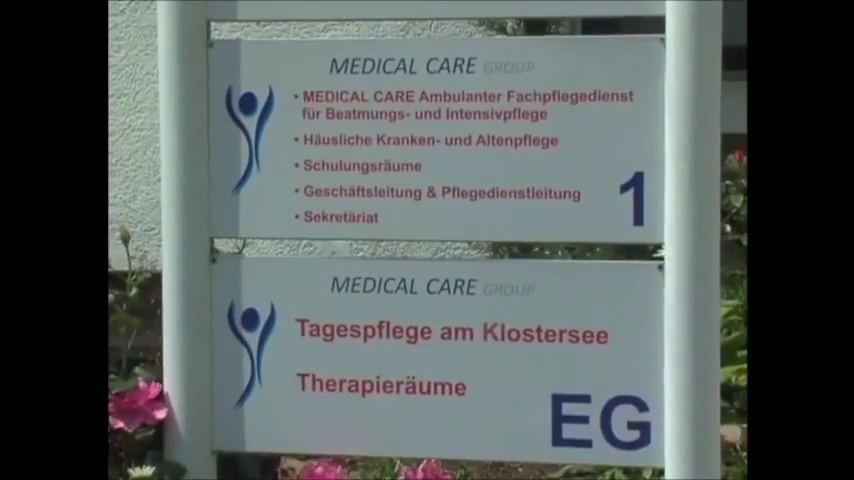 MEDICAL CARE GROUP
• MEDICAL CARE Ambulanter Fachpflegedienst
für Beatmungs- und Intensivpflege
• Häusliche Kranken- und Altenpflege
• Schulungsräume
• Geschäftsleitung & Pflegedienstleitung
• Sekretäriat
1
MEDICAL CARE GROUP
Tagespflege am Klostersee
Therapieräume
EG